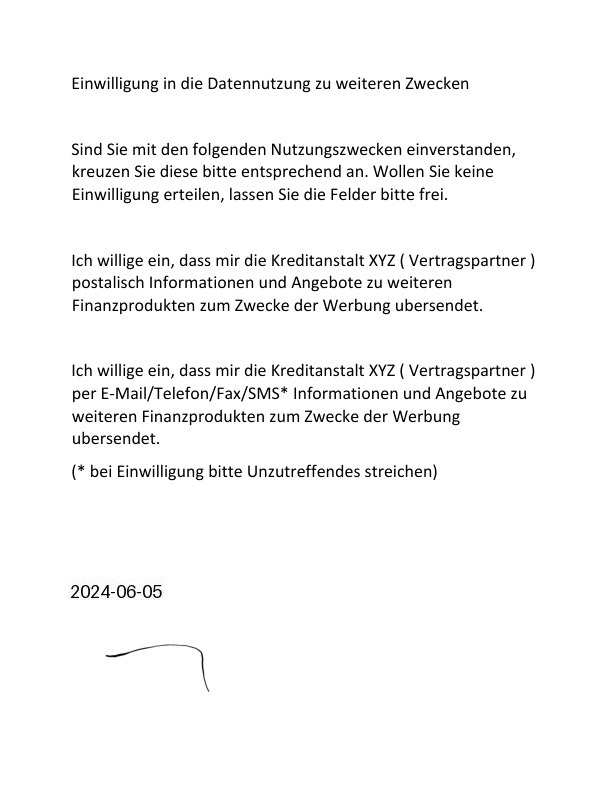 Einwilligung in die Datennutzung zu weiteren Zwecken
Sind Sie mit den folgenden Nutzungszwecken einverstanden,
kreuzen Sie diese bitte entsprechend an. Wollen Sie keine
Einwilligung erteilen, lassen Sie die Felder bitte frei.
Ich willige ein, dass mir die Kreditanstalt XYZ ( Vertragspartner )
postalisch Informationen und Angebote zu weiteren
Finanzprodukten zum Zwecke der Werbung ubersendet.
Ich willige ein, dass mir die Kreditanstalt XYZ ( Vertragspartner )
per E-Mail/Telefon/Fax/SMS* Informationen und Angebote zu
weiteren Finanzprodukten zum Zwecke der Werbung
ubersendet.
(* bei Einwilligung bitte Unzutreffendes streichen)
2024-06-05